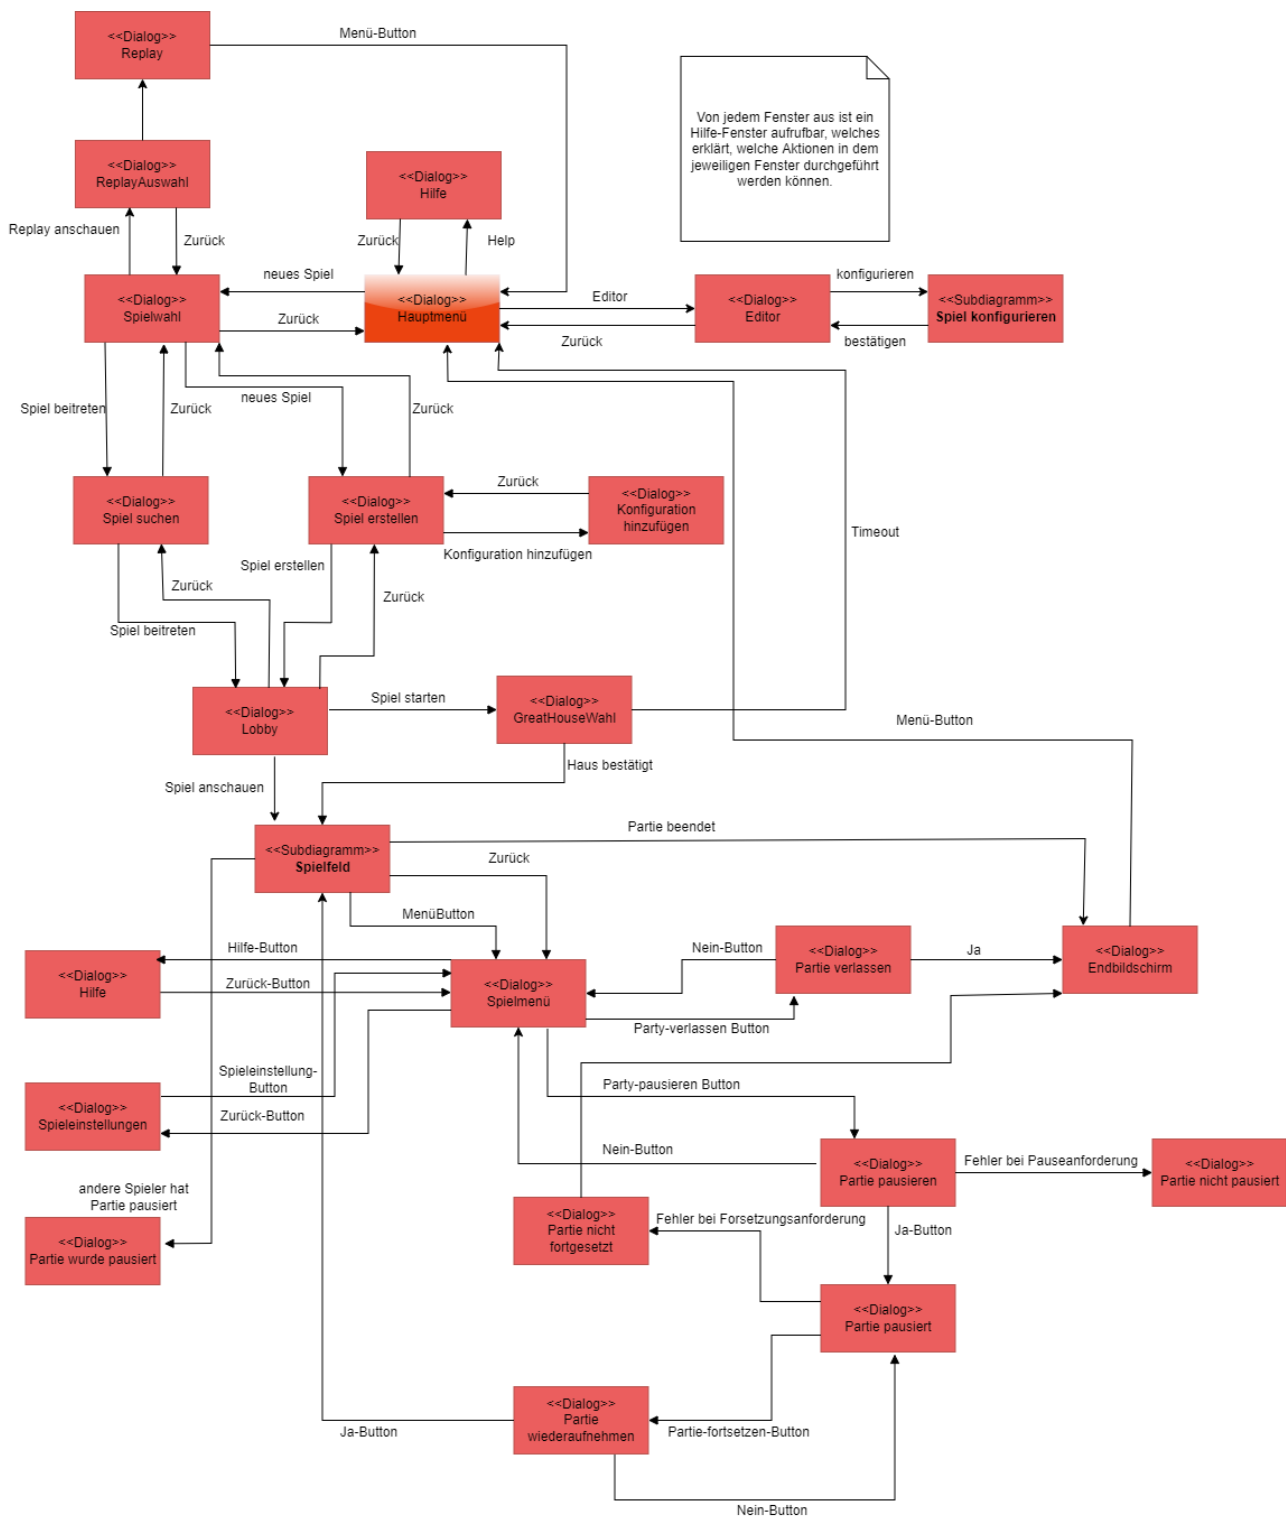 <<Dialog>>
Replay
Menü-Button
Von jedem Fenster aus ist ein
Hilfe-Fenster aufrufbar, welches
erklärt, welche Aktionen in dem
jeweiligen Fenster durchgeführt
werden können.
<<Dialog>>
ReplayAuswahl
<<Dialog>>
Hilfe
Replay anschauen
Zurück
Zurück
Help
neues Spiel
<<Dialog>>
Spielwahl
Zurück
<<Dialog>>
Hauptmenü
Editor
Zurück
<<Dialog>>
Editor
konfigurieren
bestätigen
<<Subdiagramm>>
Spiel konfigurieren
Spiel beitreten
Zurück
neues Spiel
Zurück
<<Dialog>>
Spiel suchen
<<Dialog>>
Spiel erstellen
Zurück
Konfiguration hinzufügen
<<Dialog>>
Konfiguration
hinzufügen
Timeout
Spiel erstellen
Zurück
Zurück
Spiel beitreten
<<Dialog>>
Lobby
Spiel starten
<<Dialog>>
GreatHouseWahl
Menü-Button
Haus bestätigt
Spiel anschauen
<<Subdiagramm>>
Spielfeld
Partie beendet
Zurück
MenüButton
Hilfe-Button
Zurück-Button
<<Dialog>>
Hilfe
<<Dialog>>
Spielmenü
Nein-Button
<<Dialog>>
Partie verlassen
Ja
<<Dialog>>
Endbildschirm
Party-verlassen Button
Spieleinstellung-
Button
Zurück-Button
<<Dialog>>
Spieleinstellungen
Party-pausieren Button
Nein-Button
<<Dialog>>
Partie pausieren
Fehler bei Pauseanforderung
<<Dialog>>
Partie nicht pausiert
andere Spieler hat
Partie pausiert
<<Dialog>>
Partie wurde pausiert
<<Dialog>>
Partie nicht
fortgesetzt
Fehler bei Forsetzungsanforderung
Ja-Button
<<Dialog>>
Partie pausiert
<<Dialog>>
Partie
wiederaufnehmen
Ja-Button
Partie-fortsetzen-Button
Nein-Button